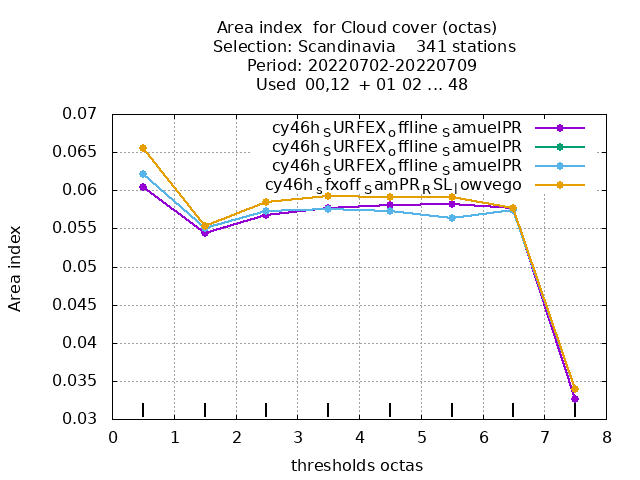 Area index  for Cloud cover (octas)
Selection: Scandinavia    341 stations
Period: 20220702-20220709
Used  00,12  + 01 02 ... 48
cy46h_SURFEX_offline_SamuelPR
cy46h_SURFEX_offline_SamuelPR
cy46h_SURFEX_offline_SamuelPR
cy46h_sfxoff_SamPR_RSL_lowvego
0.07
0.065
0.06
0.055
0.05
0.045
0.04
0.035
0.03
Area index
0 1 2 3 4 5 6 7 8
thresholds octas